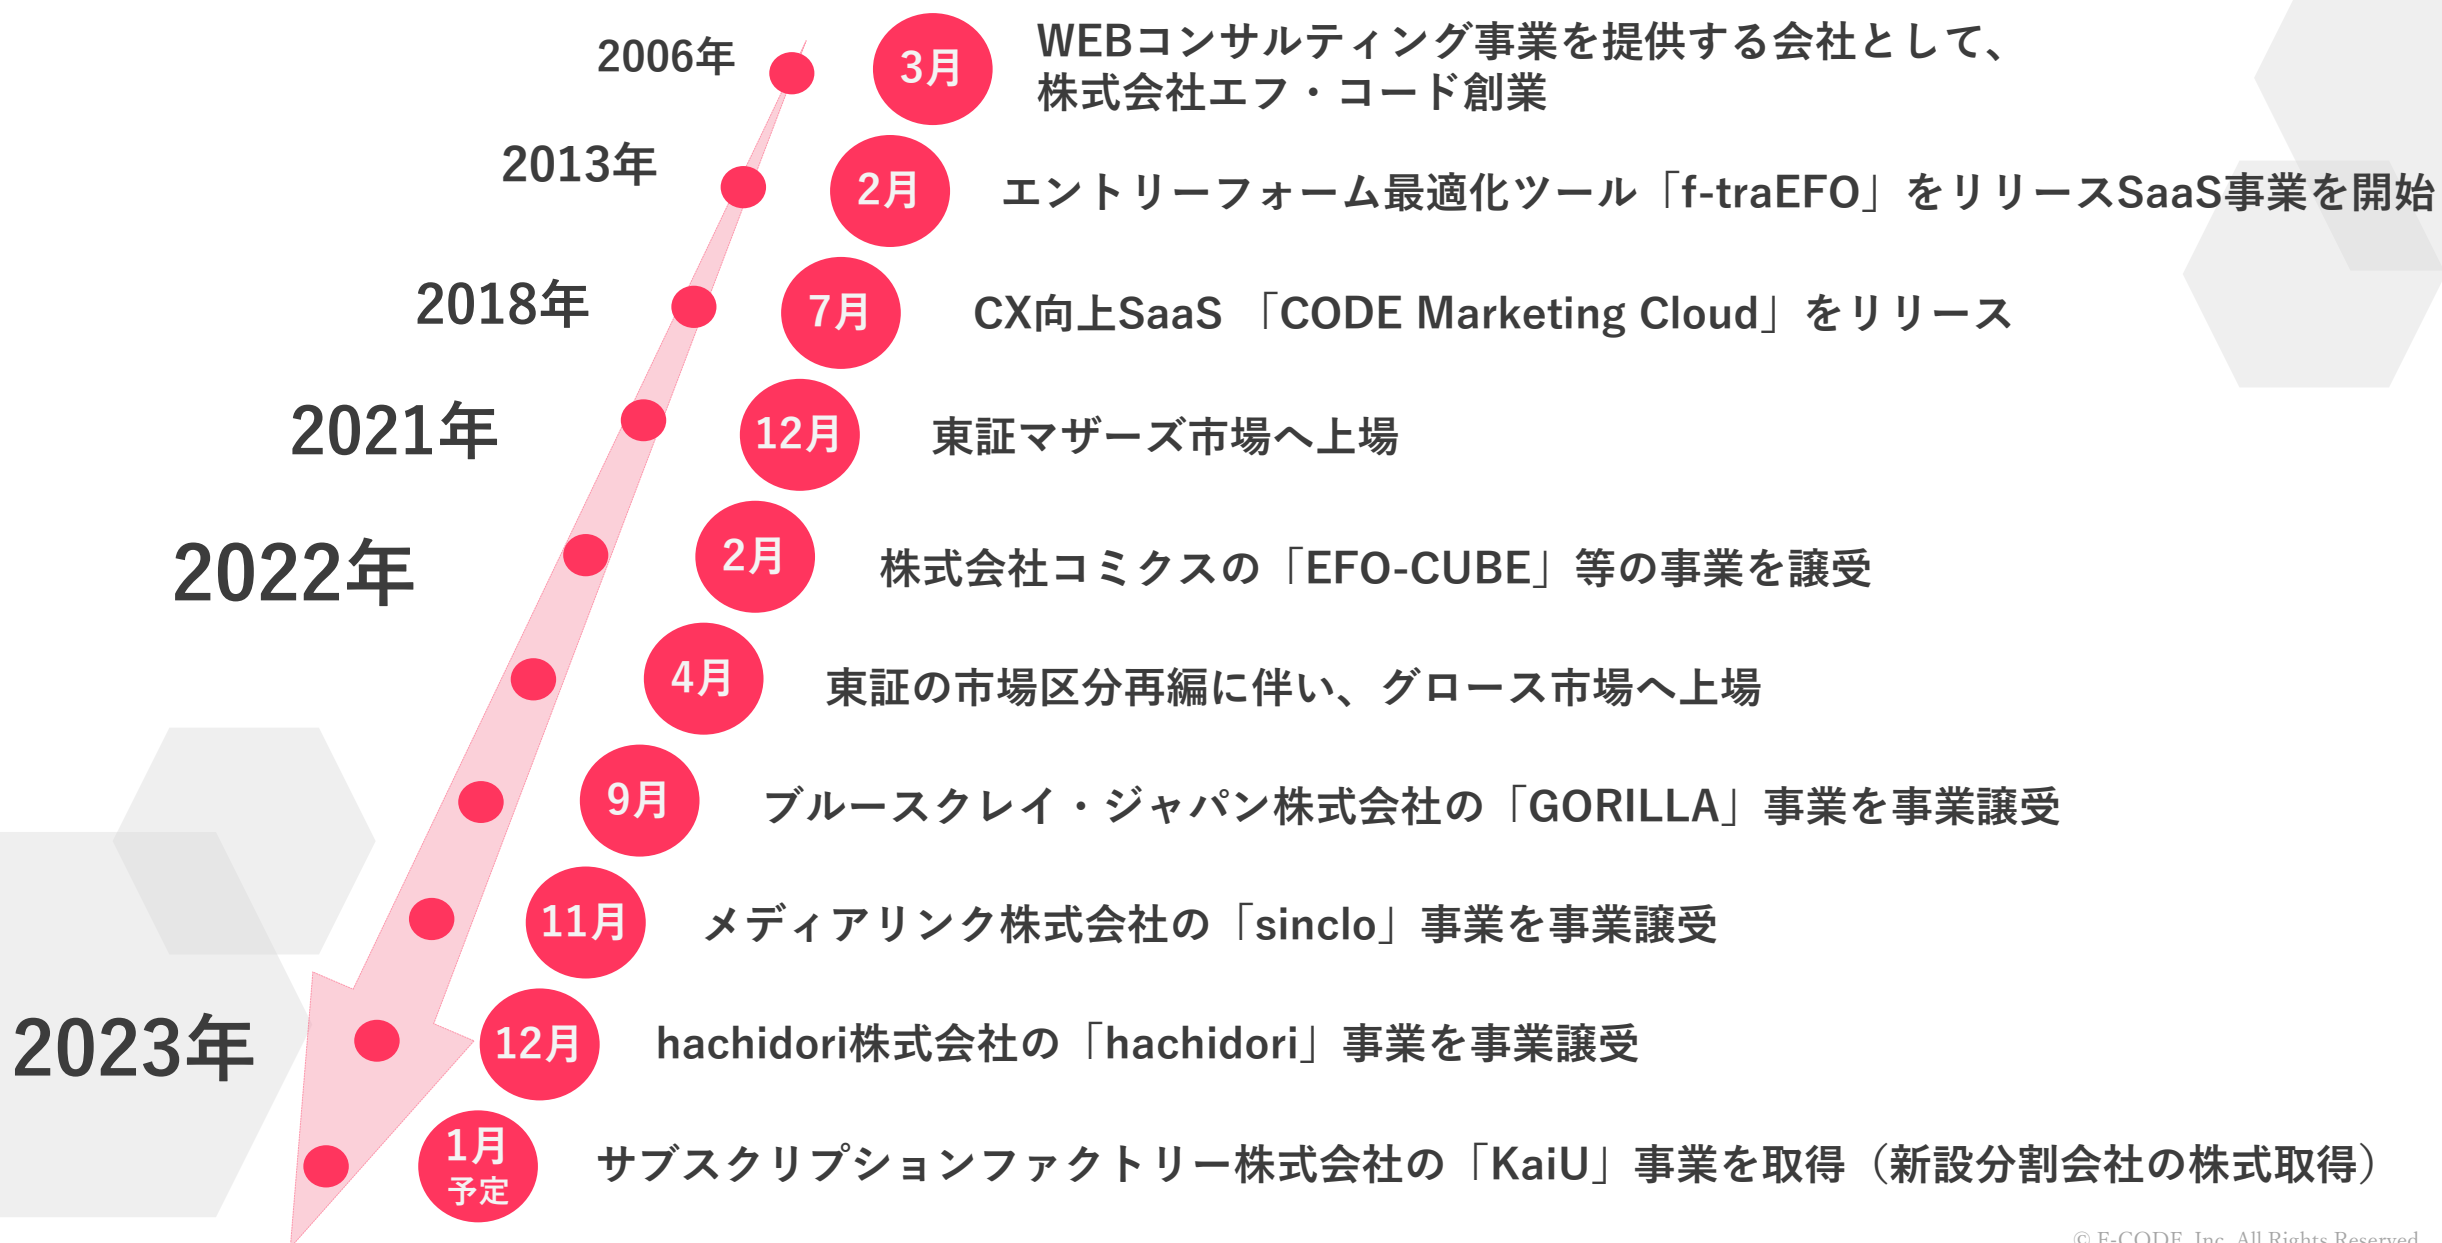 2006年
3月
WEBコンサルティング事業を提供する会社として、
株式会社エフ・コード創業
2013年
2月
エントリーフォーム最適化ツール「f-traEFO」をリリースSaaS事業を開始
2018年
7月
CX向上SaaS 「CODE Marketing Cloud」をリリース
2021年
12月
東証マザーズ市場へ上場
2022年
2月
株式会社コミクスの「EFO-CUBE」等の事業を譲受
4月
東証の市場区分再編に伴い、グロース市場へ上場
9月
ブルースクレイ・ジャパン株式会社の「GORILLA」事業を事業譲受
11月
メディアリンク株式会社の「sinclo」事業を事業譲受
2023年
12月
hachidori株式会社の「hachidori」事業を事業譲受
1月
予定
サブスクリプションファクトリー株式会社の「KaiU」事業を取得（新設分割会社の株式取得）
© F-CODE, Inc. All Rights Reserved.